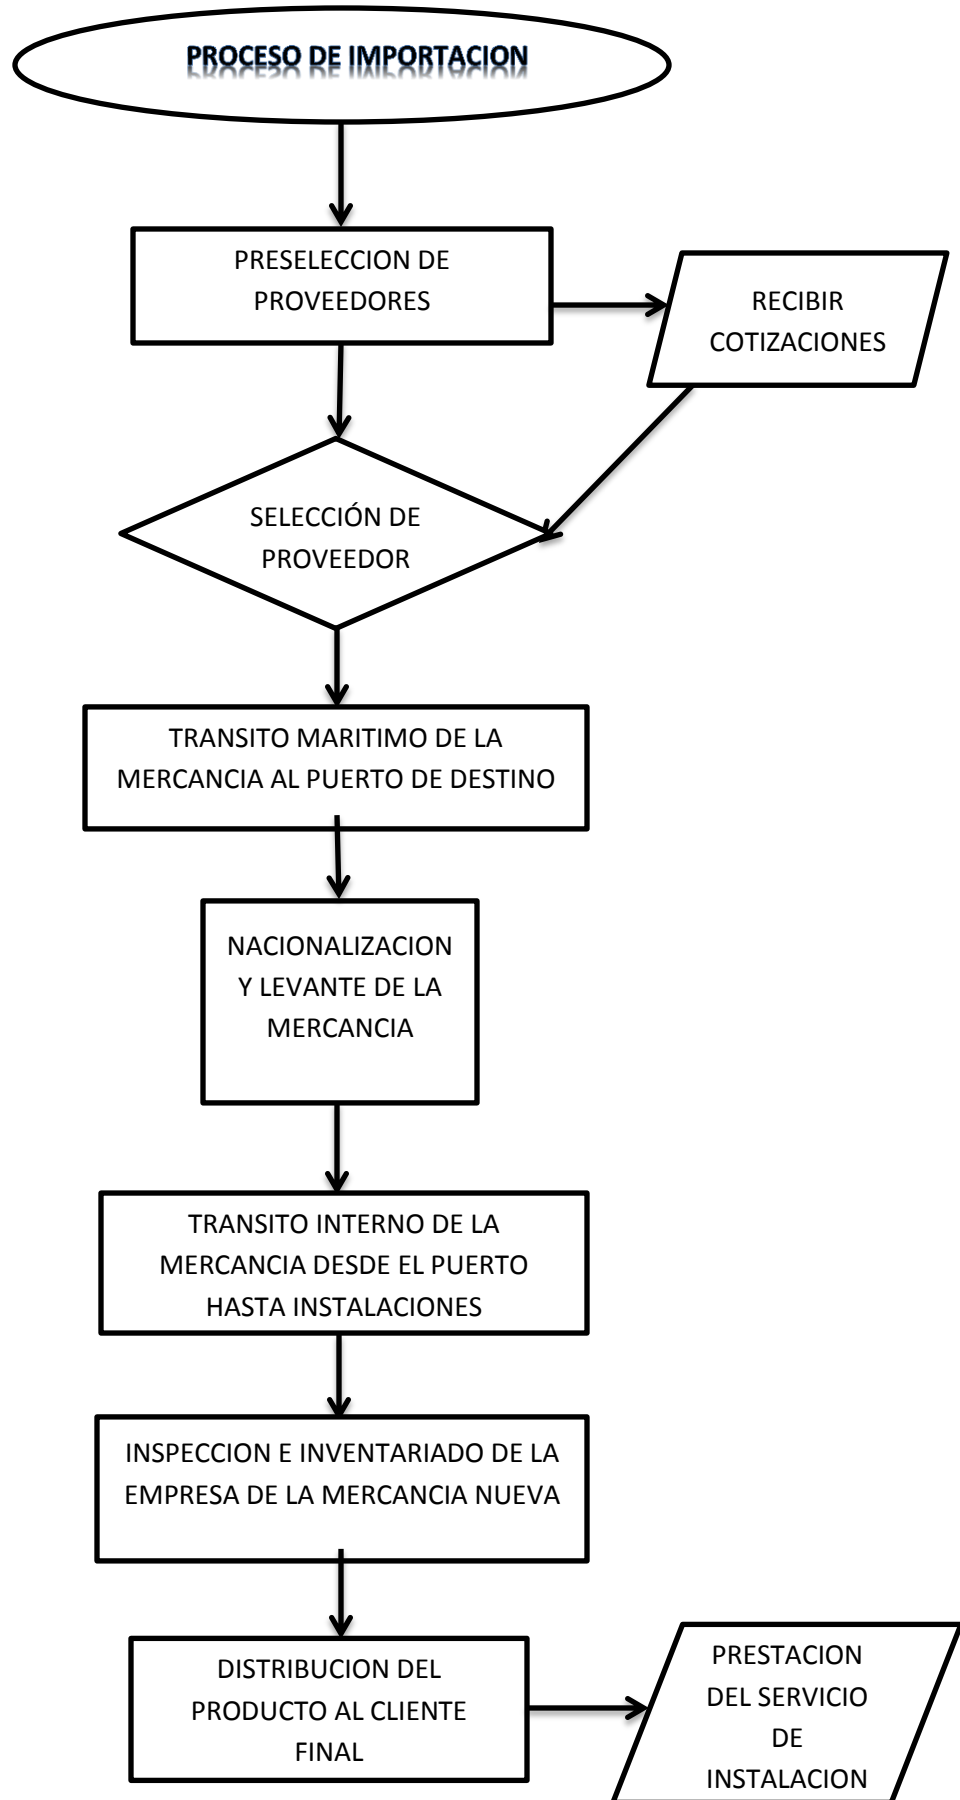 PROCESO DE IMPORTACION
PRESELECCION DE
PROVEEDORES
RECIBIR
COTIZACIONES
SELECCIÓN DE
PROVEEDOR
TRANSITO MARITIMO DE LA
MERCANCIA AL PUERTO DE DESTINO
NACIONALIZACION
Y LEVANTE DE LA
MERCANCIA
TRANSITO INTERNO DE LA
MERCANCIA DESDE EL PUERTO
HASTA INSTALACIONES
INSPECCION E INVENTARIADO DE LA
EMPRESA DE LA MERCANCIA NUEVA
DISTRIBUCION DEL
PRODUCTO AL CLIENTE
FINAL
PRESTACION
DEL SERVICIO
DE
INSTALACION